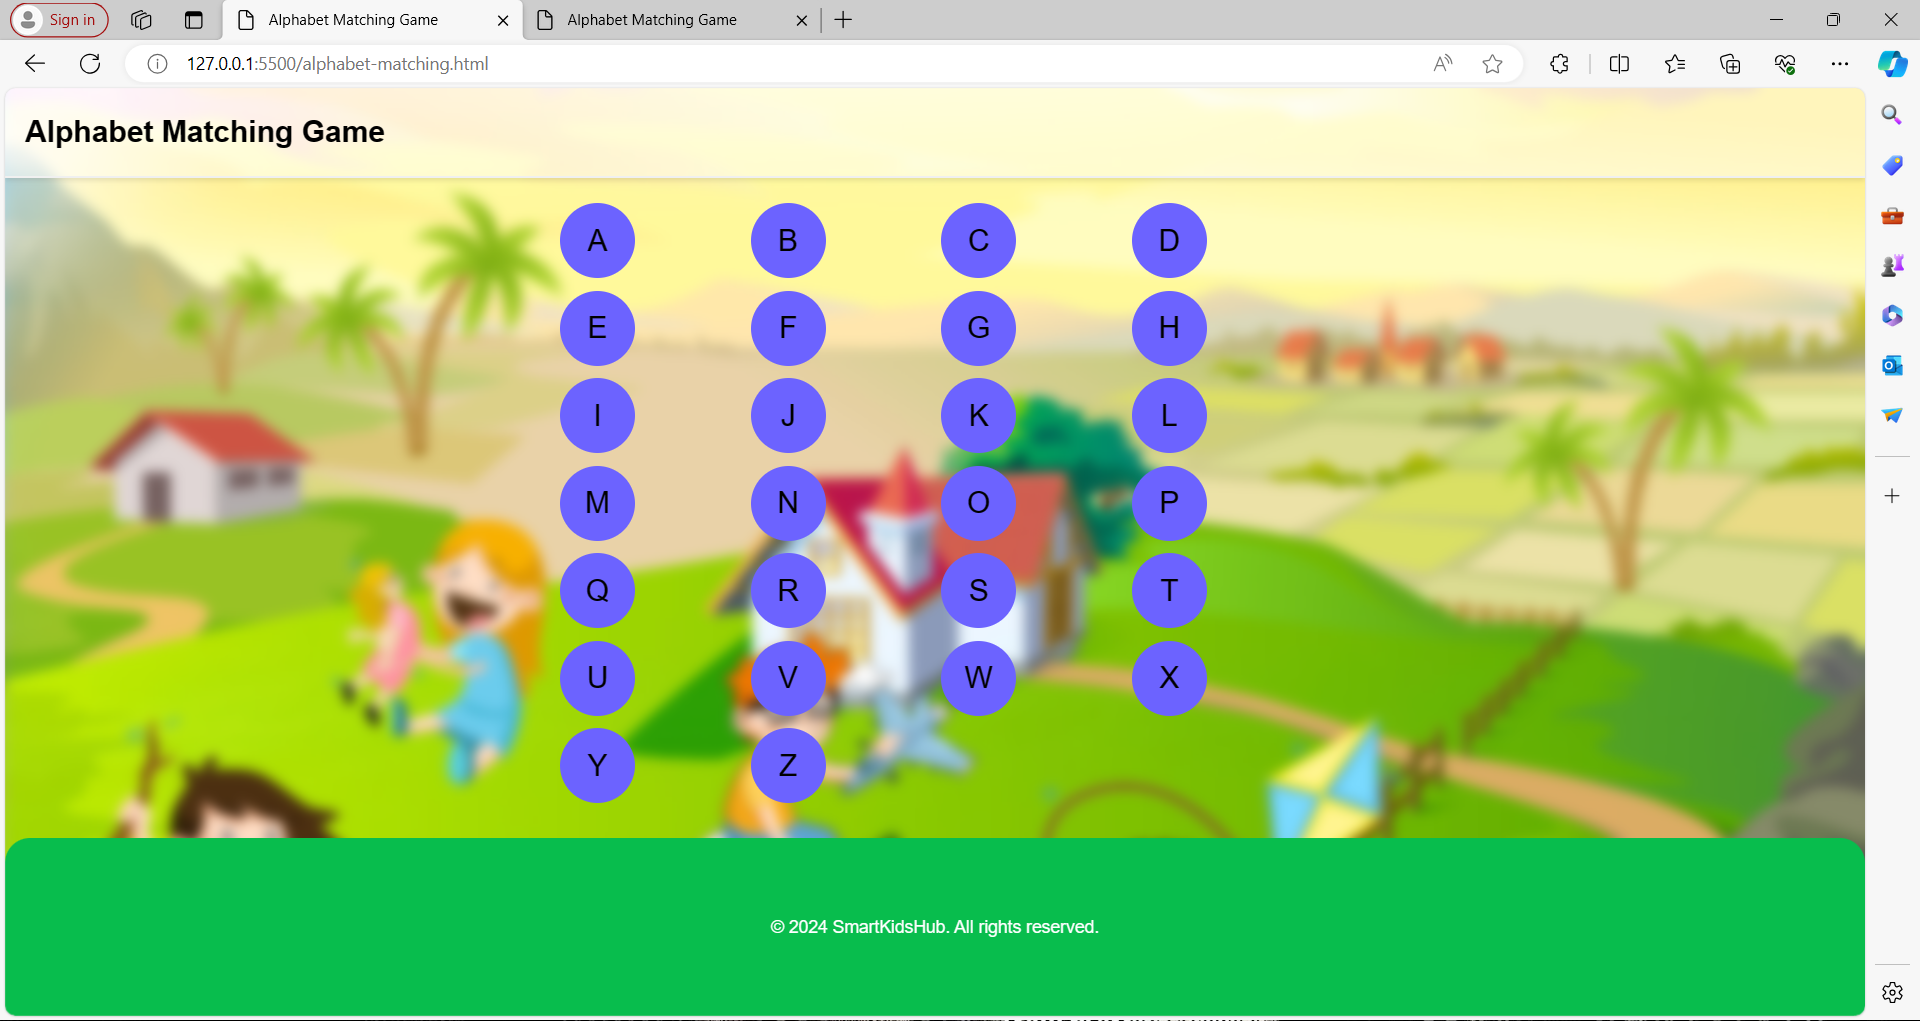 Sign in
Alphabet Matching Game
Alphabet Matching Game
127.0.0.1:5500/alphabet-matching.html
Alphabet Matching Game
A B C D
E F G H
I J K L
M N O P
Q R S T
U V W X
Y Z
© 2024 SmartKidsHub. All rights reserved.